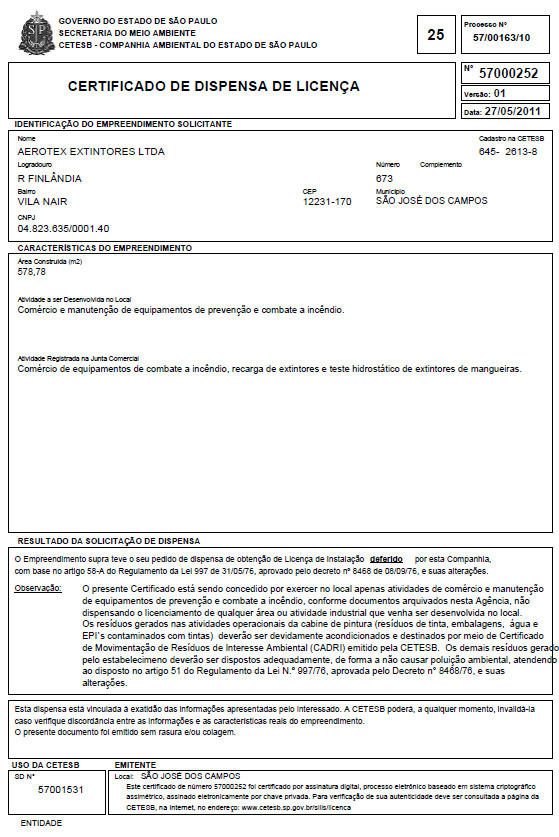 GOVERNO DO ESTADO DE SÃO PAULO
SECRETARIA DO MEIO AMBIENTE
CETESB - COMPANHIA AMBIENTAL DO ESTADO DE SÃO PAULO
25
Processo Nº
57/00163/10
CERTIFICADO DE DISPENSA DE LICENÇA
Nº 57000252
Versão: 01
Data: 27/05/2011
IDENTIFICAÇÃO DO EMPREENDIMENTO SOLICITANTE
Nome Cadastro na CETESB
AEROTEX EXTINTORES LTDA 645- 2613-8
Logradouro Número Complemento
R FINLÂNDIA 673
Bairro CEP Município
VILA NAIR 12231-170 SÃO JOSÉ DOS CAMPOS
CNPJ
04.823.635/0001.40
CARACTERÍSTICAS DO EMPREENDIMENTO
Área Construída (m2)
578,78
Atividade a ser Desenvolvida no Local
Comércio e manutenção de equipamentos de prevenção e combate a incêndio.
Atividade Registrada na Junta Comercial
Comércio de equipamentos de combate a incêndio, recarga de extintores e teste hidrostático de extintores de mangueiras.
RESULTADO DA SOLICITAÇÃO DE DISPENSA
O Empreendimento supra teve o seu pedido de dispensa de obtenção de Licença de Instalação deferido por esta Companhia,
com base no artigo 58-A do Regulamento da Lei 997 de 31/05/76, aprovado pelo decreto nº 8468 de 08/09/76, e suas alterações.
Observação: O presente Certificado está sendo concedido por exercer no local apenas atividades de comércio e manutenção
de equipamentos de prevenção e combate a incêndio, conforme documentos arquivados nesta Agência, não
dispensando o licenciamento de qualquer área ou atividade industrial que venha ser desenvolvida no local.
Os resíduos gerados nas atividades operacionais da cabine de pintura (resíduos de tinta, embalagens, água e
EPI`s contaminados com tintas) deverão ser devidamente acondicionados e destinados por meio de Certificado
de Movimentação de Resíduos de Interesse Ambiental (CADRI) emitido pela CETESB. Os demais resíduos gerado
pelo estabelecimeno deverão ser dispostos adequadamente, de forma a não causar poluição ambiental, atendendo
ao disposto no artigo 51 do Regulamento da Lei N.º 997/76, aprovada pelo Decreto nº 8468/76, e suas
alterações.
Esta dispensa está vinculada à exatidão das informações apresentadas pelo interessado. A CETESB poderá, a qualquer momento, invalidá-la
caso verifique discordância entre as informações e as características reais do empreendimento.
O presente documento foi emitido sem rasura e/ou colagem.
USO DA CETESB
SD Nº
57001531
EMITENTE
Local: SÃO JOSÉ DOS CAMPOS
Este certificado de número 57000252 foi certificado por assinatura digital, processo eletrônico baseado em sistema criptográfico
assimétrico, assinado eletronicamente por chave privada. Para verificação de sua autenticidade deve ser consultada a página da
CETESB, na Internet, no endereço: www.cetesb.sp.gov.br/silis/licenca
ENTIDADE